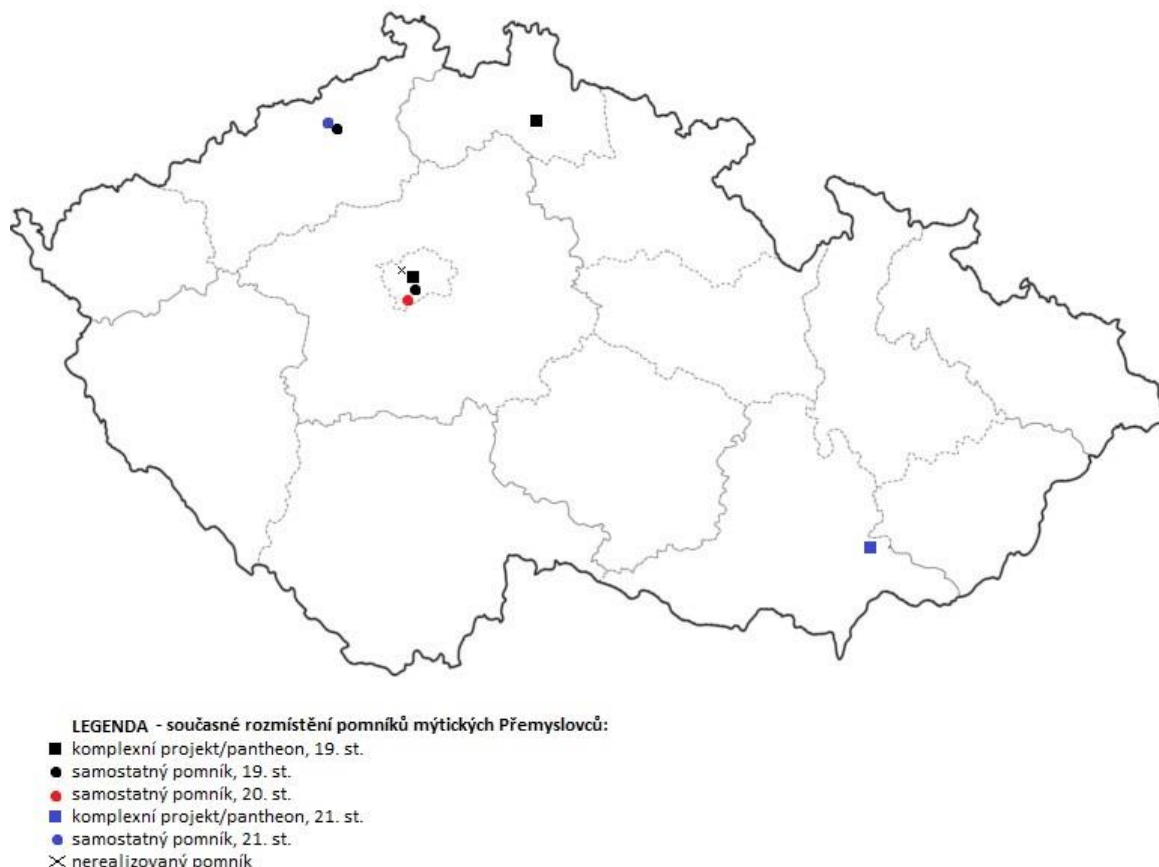 LEGENDA - současné rozmístění pomníků mýtických Přemyslovců:
komplexní projekt/pantheon, 19. st.
samostatný pomník, 19. st.
samostatný pomník, 20. st.
komplexní projekt/pantheon, 21. st.
samostatný pomník, 21. st.
nerealizovaný pomník